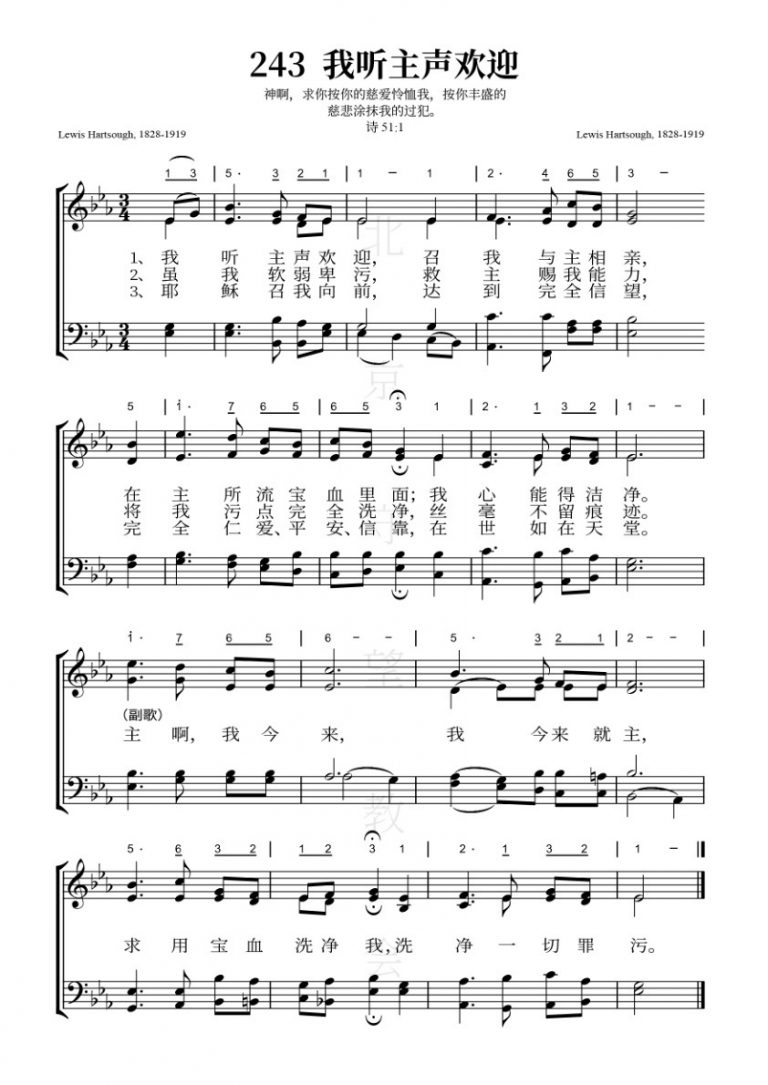 243 我听主声欢迎
神啊，求你按你的慈爱怜恤我，按你丰盛的
慈悲涂抹我的过犯。
诗 51:1
Lewis Hartsough, 1828-1919 Lewis Hartsough, 1828-1919
1 3 | 5· 3 2 1 | 1 – 1 | 2· 4 6 5 | 3 –
1、我 听 主 声 欢 迎，召 我 与 主 相 亲，
2、虽 我 软 弱 卑 污，救 主 赐 我 能 力，
3、耶 稣 召 我 向 前，达 到 完 全 信 望，
5 | i· 7 6 5 | 6 5 3 1 | 2· 1 3 2 | 1 – – |
在 主 所 流 宝 血 里 面；我 心 能 得 洁 净。
将 我 污 点 完 全 洗 净，丝 毫 不 留 痕 迹。
完 全 仁 爱、平 安、信 靠，在 世 如 在 天 堂。
i· 7 6 5 | 6 – – | 5· 3 2 1 | 2 – – |
（副歌）
主 啊，我 今 来， 我 今 来 就 主，
5· 6 3 2 | 1 2 3 1 | 2· 1 3 2 | 1 –
求 用 宝 血 洗 净 我，洗 净 一 切 罪 污。
北京守望教会